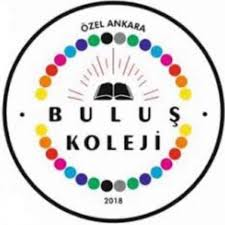 ÖZEL ANKARA
BULUŞ
KOLEJİ
2018